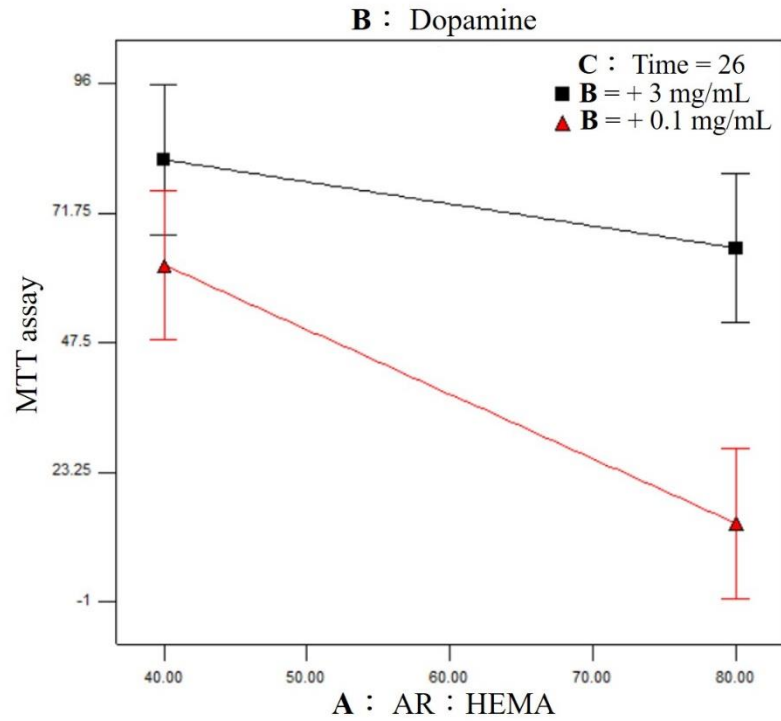 B： Dopamine
C： Time = 26
B = + 3 mg/mL
B = + 0.1 mg/mL
96
71.75
47.5
23.25
-1
MTT assay
40.00 50.00 60.00 70.00 80.00
A： AR：HEMA